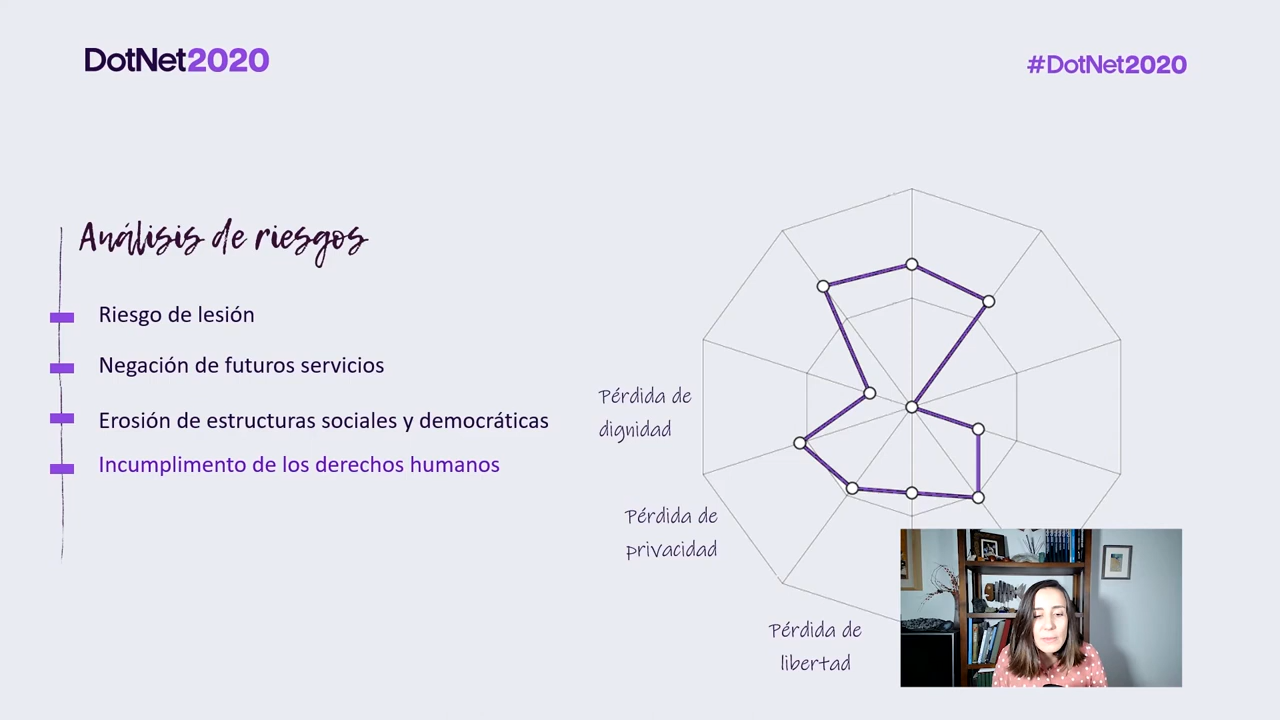 DotNet2020
#DotNet2020
Análisis de riesgos
Riesgo de lesión
Negación de futuros servicios
Erosión de estructuras sociales y democráticas
Incumplimento de los derechos humanos
Pérdida de
dignidad
Pérdida de
privacidad
Pérdida de
libertad